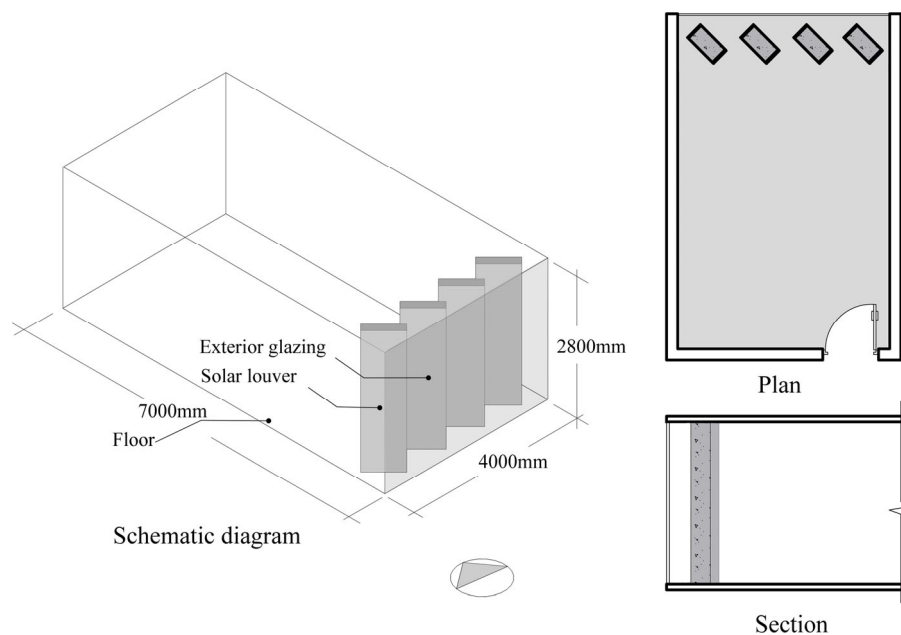 Exterior glazing
Solar louver
7000mm
Floor
2800mm
4000mm
Schematic diagram
Plan
Section